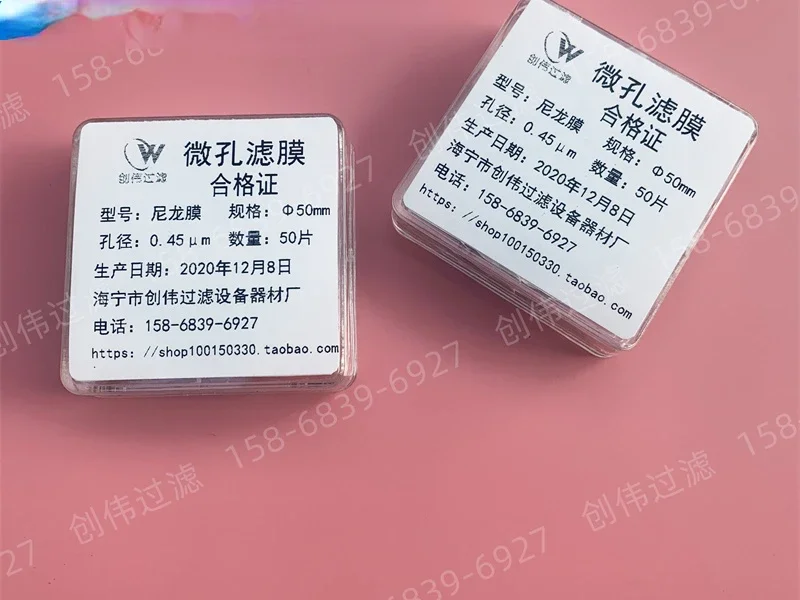 微孔滤膜
创伟过滤
合格证
型号：尼龙膜 规格：Φ50mm
孔径：0.45μm 数量：50片
生产日期：2020年12月8日
海宁市创伟过滤设备器材厂
电话：158-6839-6927
https: //shop100150330.taobao.com
微孔滤膜
创伟过滤
合格证
型号：尼龙膜 规格：Φ50mm
孔径：0.45μm 数量：50片
生产日期：2020年12月8日
海宁市创伟过滤设备器材厂
电话：158-6839-6927
https: //shop100150330.taobao.com
创伟过滤 158-6839-6927
创伟过滤 158-6839-6927